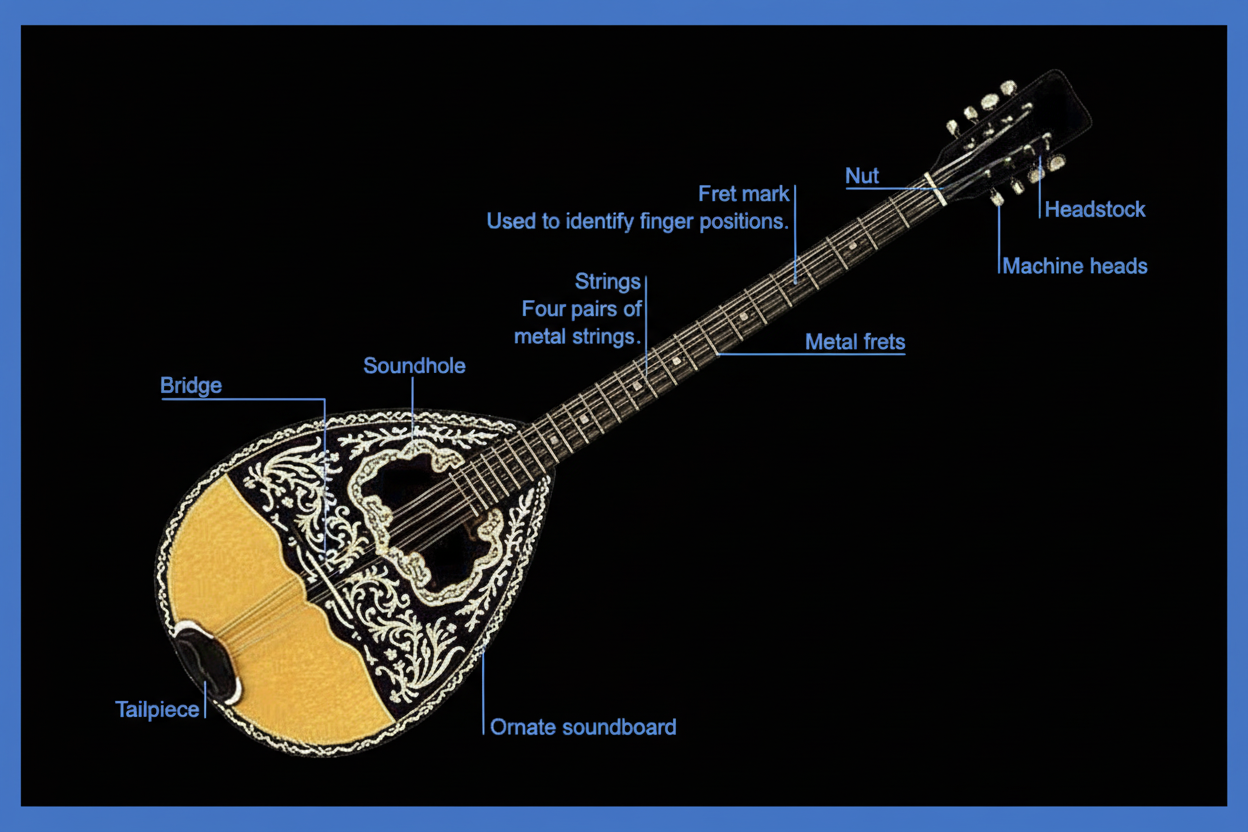 Nut
Fret mark
Used to identify finger positions.
Headstock
Machine heads
Strings
Four pairs of
metal strings.
Metal frets
Soundhole
Bridge
Tailpiece
Ornate soundboard